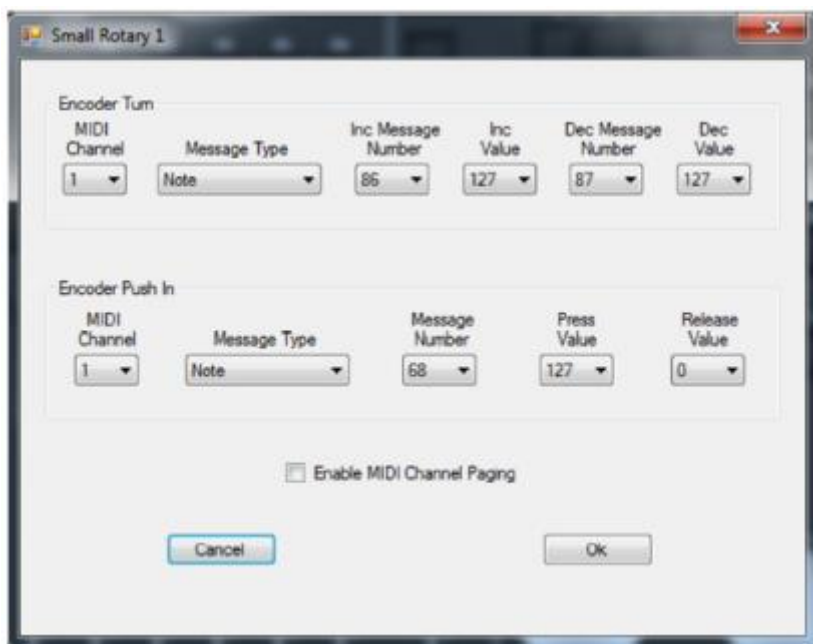 Small Rotary 1
Encoder Turn
MIDI Channel
Message Type
Inc Message Number
Inc Value
Dec Message Number
Dec Value
1
Note
86
127
87
127
Encoder Push In
MIDI Channel
Message Type
Message Number
Press Value
Release Value
1
Note
68
127
0
Enable MIDI Channel Paging
Cancel
Ok